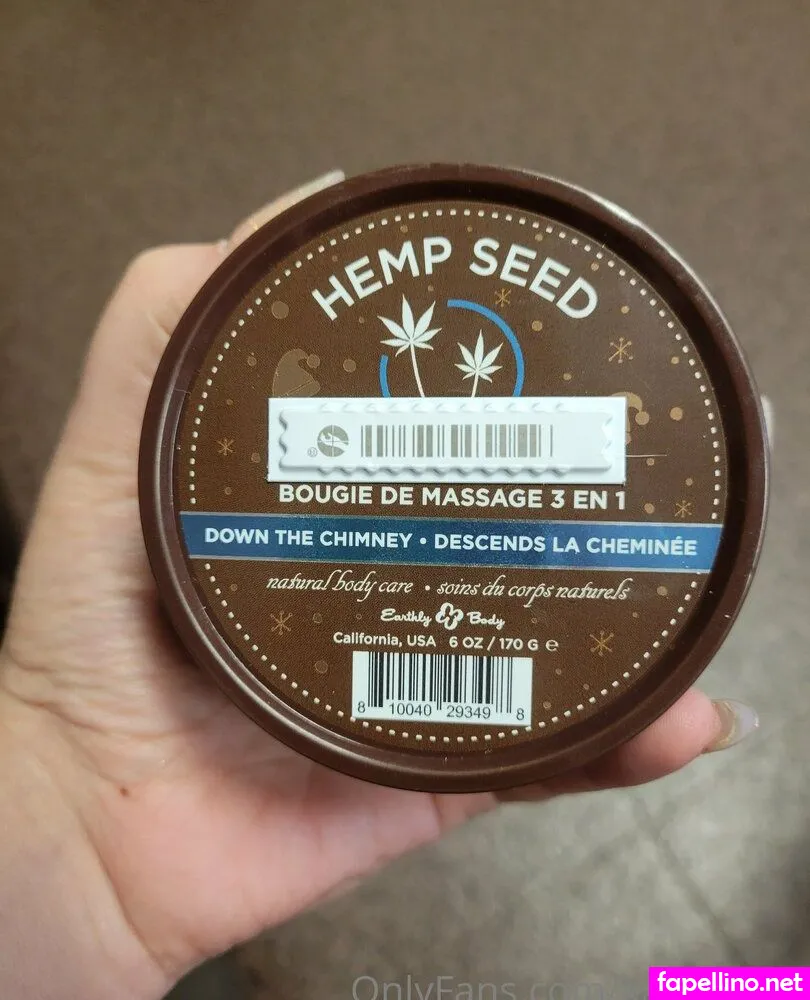 HEMP SEED
BOUGIE DE MASSAGE 3 EN 1
DOWN THE CHIMNEY • DESCENDS LA CHEMINÉE
natural body care • soins du corps naturels
Earthly Body
California, USA 6 OZ / 170 G e
8 10040 29349 8
OnlyFans.com
fapellino.net